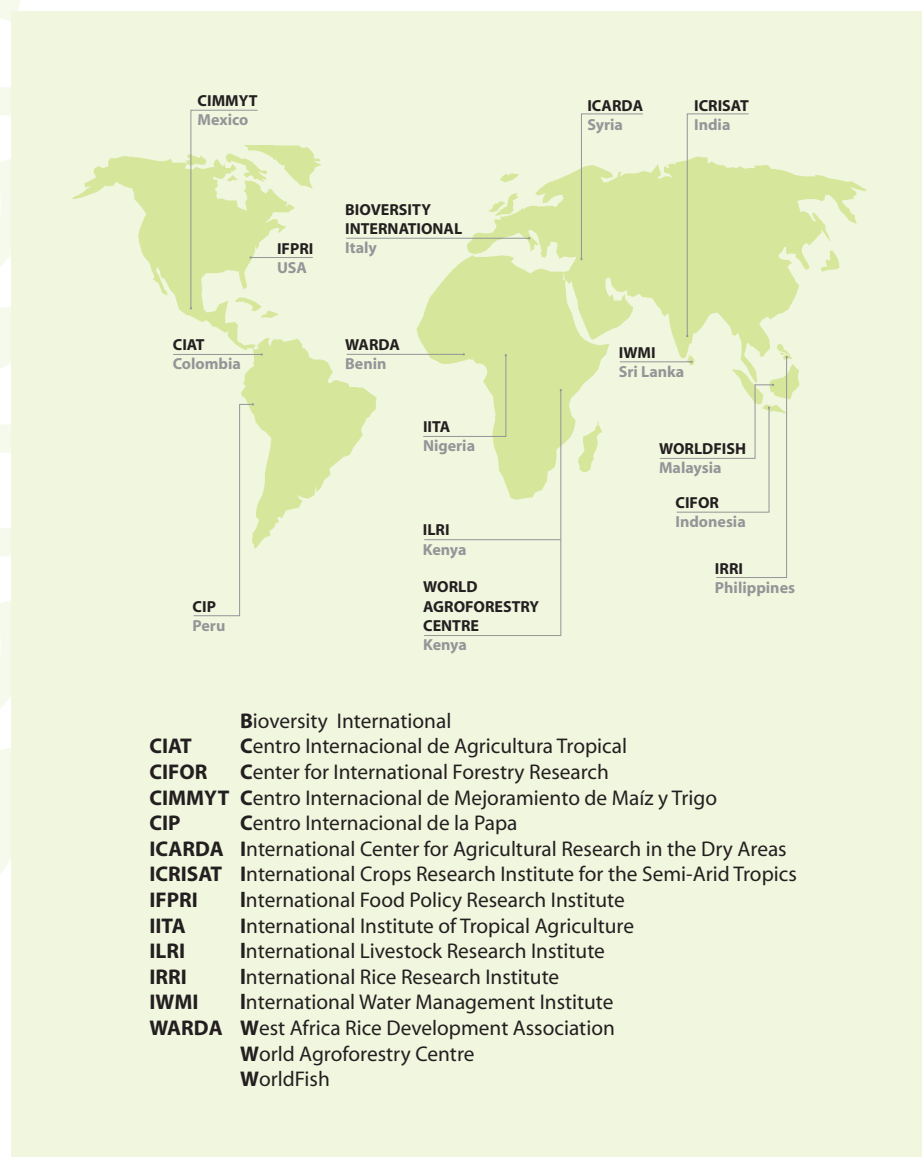 CIMMYT
Mexico
ICARDA
Syria
ICRISAT
India
BIOVERSITY
INTERNATIONAL
Italy
IFPRI
USA
CIAT
Colombia
WARDA
Benin
IWMI
Sri Lanka
IITA
Nigeria
WORLDFISH
Malaysia
CIFOR
Indonesia
ILRI
Kenya
IRRI
Philippines
WORLD
AGROFORESTRY
CENTRE
Kenya
CIP
Peru
Bioversity International
CIAT Centro Internacional de Agricultura Tropical
CIFOR Center for International Forestry Research
CIMMYT Centro Internacional de Mejoramiento de Maíz y Trigo
CIP Centro Internacional de la Papa
ICARDA International Center for Agricultural Research in the Dry Areas
ICRISAT International Crops Research Institute for the Semi-Arid Tropics
IFPRI International Food Policy Research Institute
IITA International Institute of Tropical Agriculture
ILRI International Livestock Research Institute
IRRI International Rice Research Institute
IWMI International Water Management Institute
WARDA West Africa Rice Development Association
World Agroforestry Centre
WorldFish